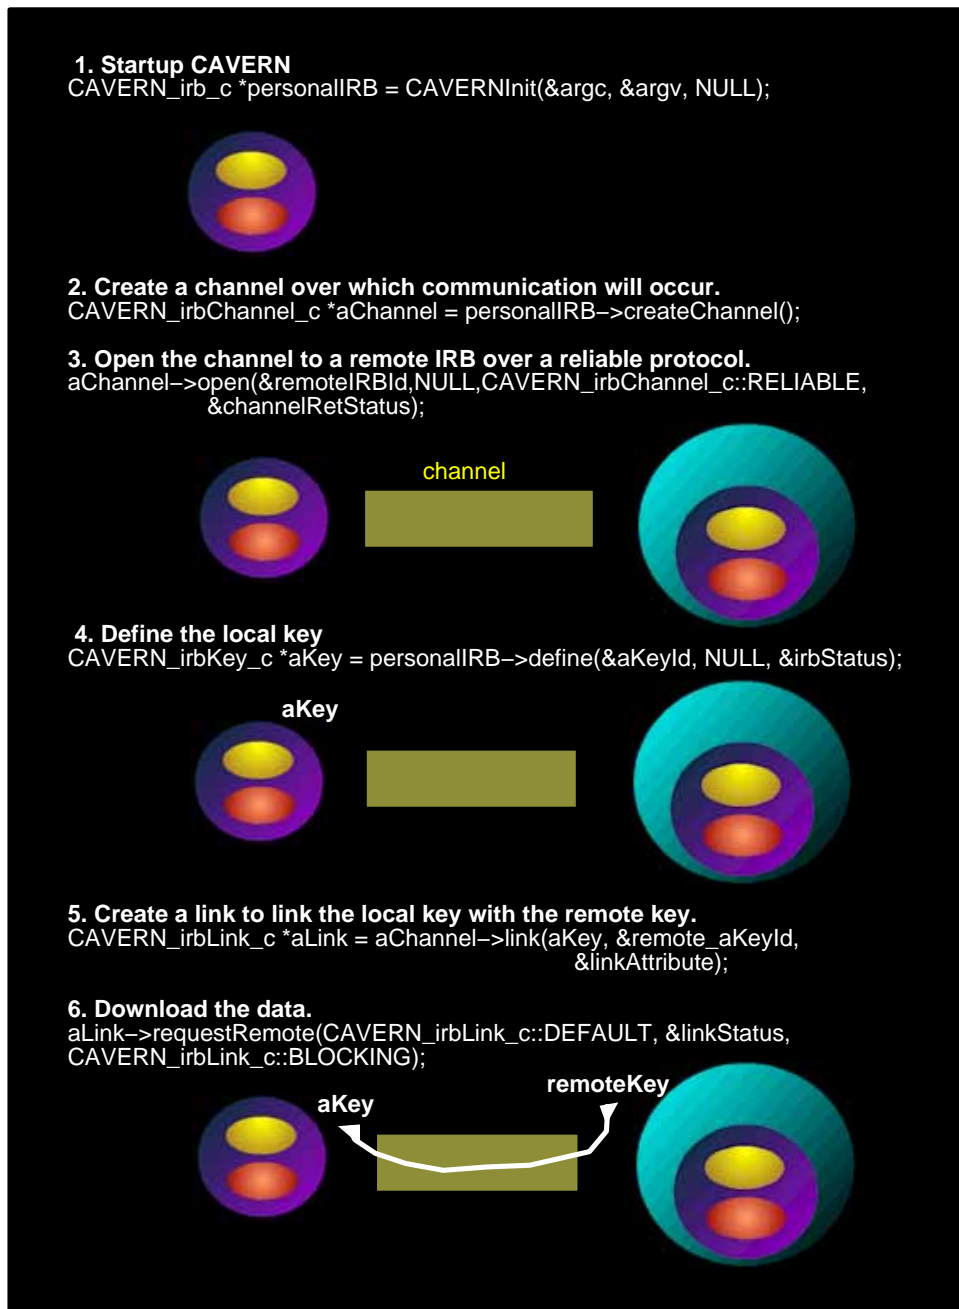 1. Startup CAVERN
CAVERN_irb_c *personalIRB = CAVERNInit(&argc, &argv, NULL);
2. Create a channel over which communication will occur.
CAVERN_irbChannel_c *aChannel = personalIRB−>createChannel();
3. Open the channel to a remote IRB over a reliable protocol.
aChannel−>open(&remoteIRBId,NULL,CAVERN_irbChannel_c::RELIABLE,
&channelRetStatus);
channel
4. Define the local key
CAVERN_irbKey_c *aKey = personalIRB−>define(&aKeyId, NULL, &irbStatus);
aKey
5. Create a link to link the local key with the remote key.
CAVERN_irbLink_c *aLink = aChannel−>link(aKey, &remote_aKeyId,
&linkAttribute);
6. Download the data.
aLink−>requestRemote(CAVERN_irbLink_c::DEFAULT, &linkStatus,
CAVERN_irbLink_c::BLOCKING);
remoteKey
aKey